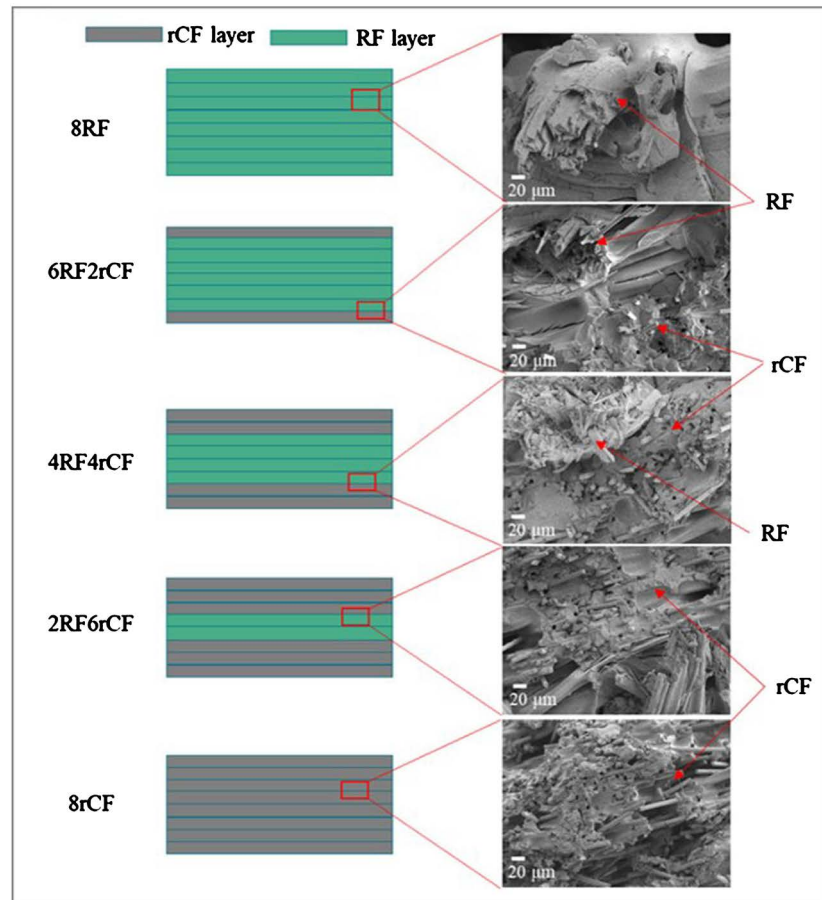 rCF layer
RF layer
8RF
20 µm
RF
6RF2rCF
20 µm
rCF
4RF4rCF
20 µm
RF
2RF6rCF
20 µm
rCF
8rCF
20 µm